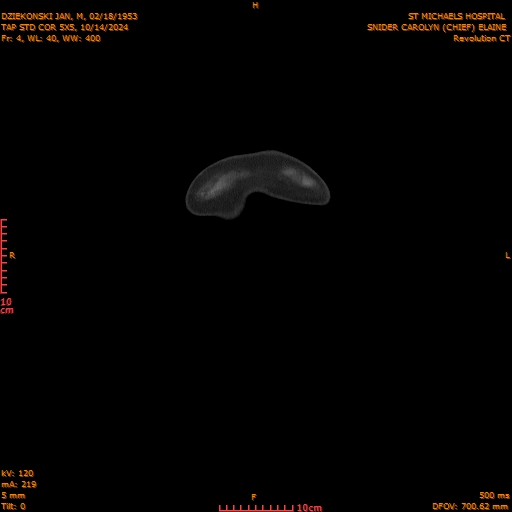 H
DZIEKONSKI JAN, M, 02/18/1953
TAP STD COR 5X5, 10/14/2024
Fr: 4, WL: 40, WW: 400
ST MICHAELS HOSPITAL
SNIDER CAROLYN (CHIEF) ELAINE
Revolution CT
R
L
10
cm
kV: 120
mA: 219
5 mm
Tilt: 0
F
10cm
500 ms
DFOV: 700.62 mm